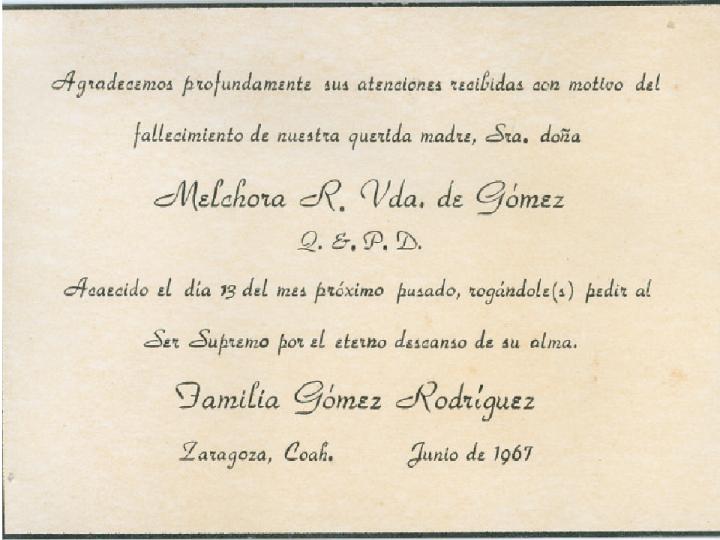 Agradecemos profundamente sus atenciones recibidas con motivo del
fallecimiento de nuestra querida madre, Sra. doña
Melchora R. Vda. de Gómez
Q. E. P. D.
Acaecido el día 13 del mes próximo pasado, rogándole(s) pedir al
Ser Supremo por el eterno descanso de su alma.
Familia Gómez Rodríguez
Zaragoza, Coah. Junio de 1967